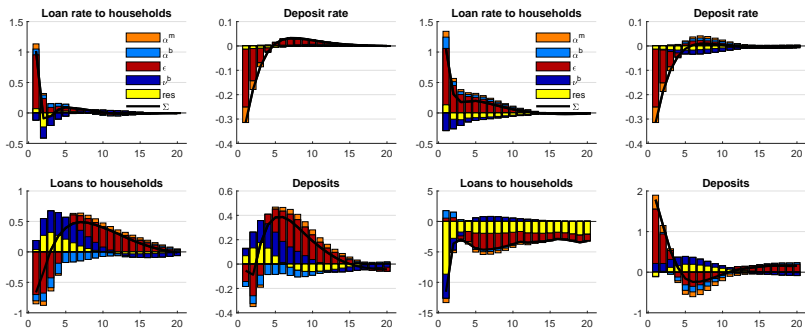 Loan rate to households
1.5
1
0.5
0
-0.5
0 5 10 15 20
α^m
α^b
ϵ
ν^b
res
Σ
Deposit rate
0.1
0
-0.1
-0.2
-0.3
-0.4
0 5 10 15 20
Loan rate to households
1.5
1
0.5
0
-0.5
0 5 10 15 20
α^m
α^b
ϵ
ν^b
res
Σ
Deposit rate
0.1
0
-0.1
-0.2
-0.3
-0.4
0 5 10 15 20
Loans to households
1
0.5
0
-0.5
-1
0 5 10 15 20
Deposits
0.6
0.4
0.2
0
-0.2
-0.4
0 5 10 15 20
Loans to households
5
0
-5
-10
-15
0 5 10 15 20
Deposits
2
1
0
-1
0 5 10 15 20